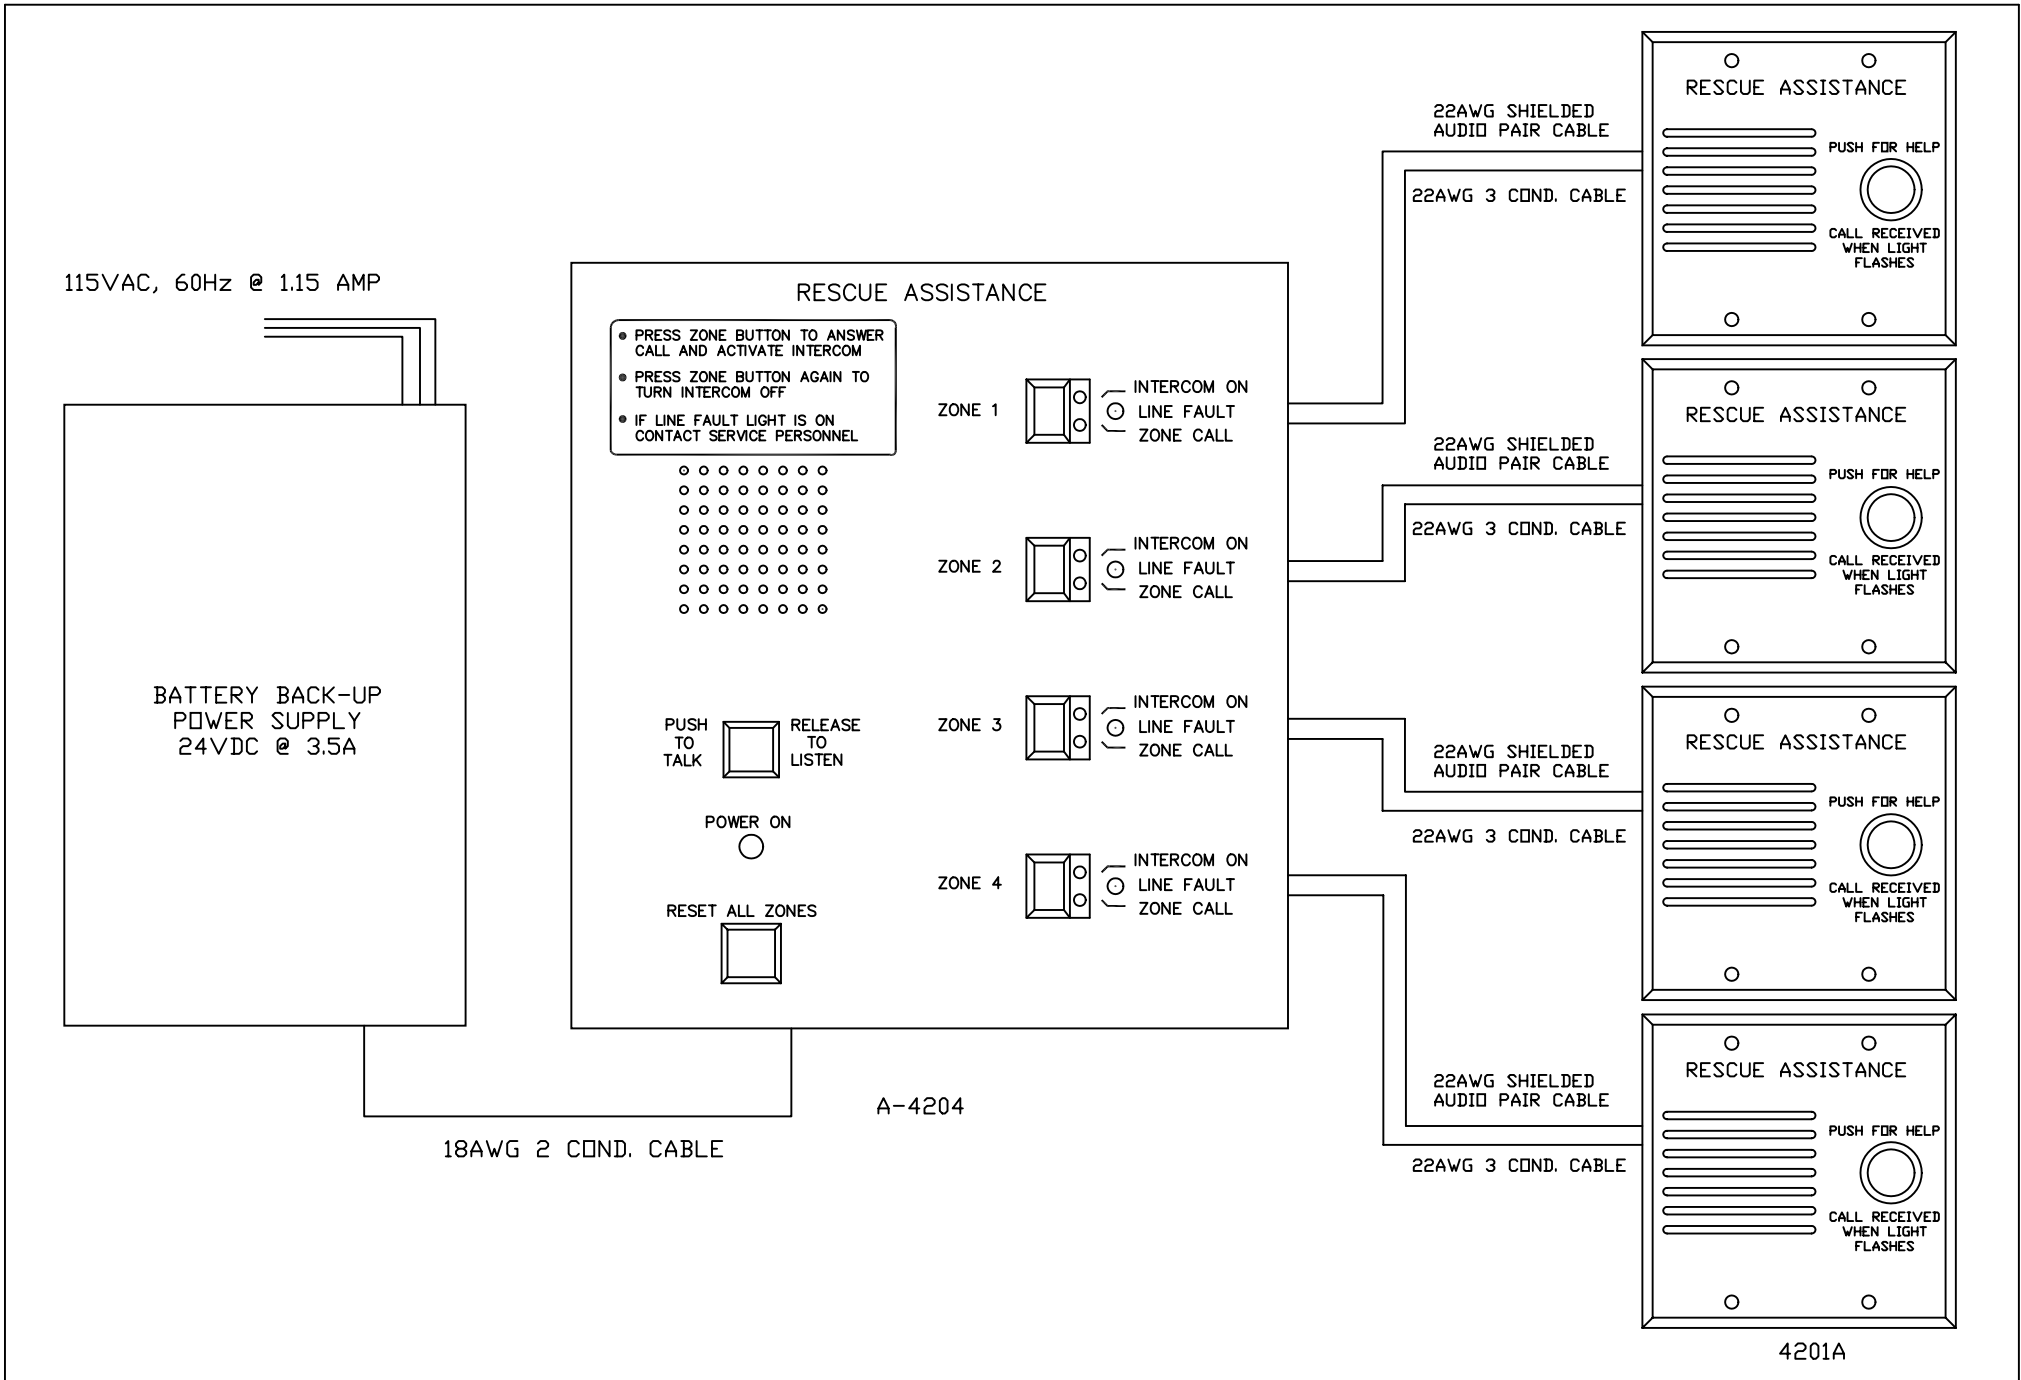 115VAC, 60Hz @ 1.15 AMP
BATTERY BACK-UP
POWER SUPPLY
24VDC @ 3.5A
18AWG 2 COND. CABLE
RESCUE ASSISTANCE
• PRESS ZONE BUTTON TO ANSWER
CALL AND ACTIVATE INTERCOM
• PRESS ZONE BUTTON AGAIN TO
TURN INTERCOM OFF
• IF LINE FAULT LIGHT IS ON
CONTACT SERVICE PERSONNEL
PUSH
TO
TALK
RELEASE
TO
LISTEN
POWER ON
RESET ALL ZONES
ZONE 1
INTERCOM ON
LINE FAULT
ZONE CALL
ZONE 2
INTERCOM ON
LINE FAULT
ZONE CALL
ZONE 3
INTERCOM ON
LINE FAULT
ZONE CALL
ZONE 4
INTERCOM ON
LINE FAULT
ZONE CALL
A-4204
22AWG SHIELDED
AUDIO PAIR CABLE
22AWG 3 COND. CABLE
RESCUE ASSISTANCE
PUSH FOR HELP
CALL RECEIVED
WHEN LIGHT
FLASHES
22AWG SHIELDED
AUDIO PAIR CABLE
22AWG 3 COND. CABLE
RESCUE ASSISTANCE
PUSH FOR HELP
CALL RECEIVED
WHEN LIGHT
FLASHES
22AWG SHIELDED
AUDIO PAIR CABLE
22AWG 3 COND. CABLE
RESCUE ASSISTANCE
PUSH FOR HELP
CALL RECEIVED
WHEN LIGHT
FLASHES
22AWG SHIELDED
AUDIO PAIR CABLE
22AWG 3 COND. CABLE
RESCUE ASSISTANCE
PUSH FOR HELP
CALL RECEIVED
WHEN LIGHT
FLASHES
4201A